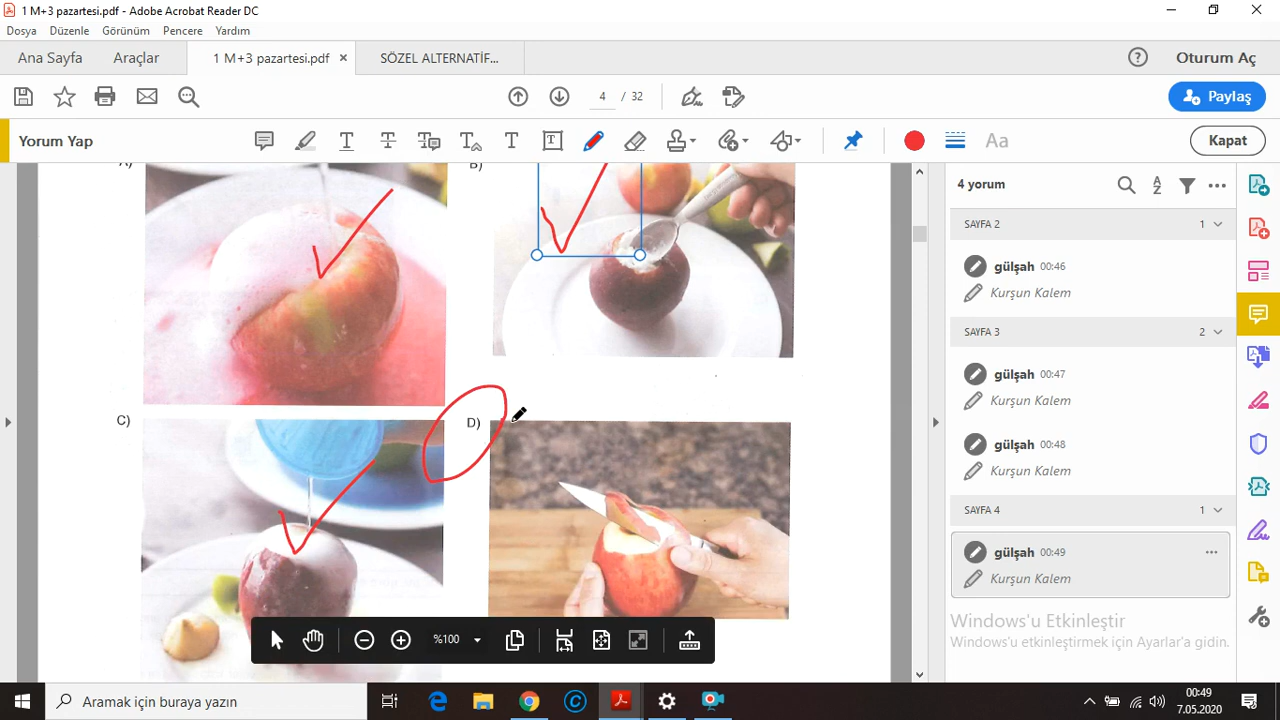 1 M+3 pazartesi.pdf - Adobe Acrobat Reader DC
Dosya Düzenle Görünüm Pencere Yardım
Ana Sayfa Araçlar 1 M+3 pazartesi.pdf × SÖZEL ALTERNATİF... Oturum Aç
4 / 32 Paylaş
Yorum Yap Aa Kapat
A) B)
4 yorum
SAYFA 2 1
gülşah 00:46
Kurşun Kalem
SAYFA 3 2
gülşah 00:47
Kurşun Kalem
C) D)
gülşah 00:48
Kurşun Kalem
SAYFA 4 1
gülşah 00:49
Kurşun Kalem
Windows'u Etkinleştir
Windows'u etkinleştirmek için Ayarlar'a gidin.
%100
Aramak için buraya yazın
00:49
7.05.2020